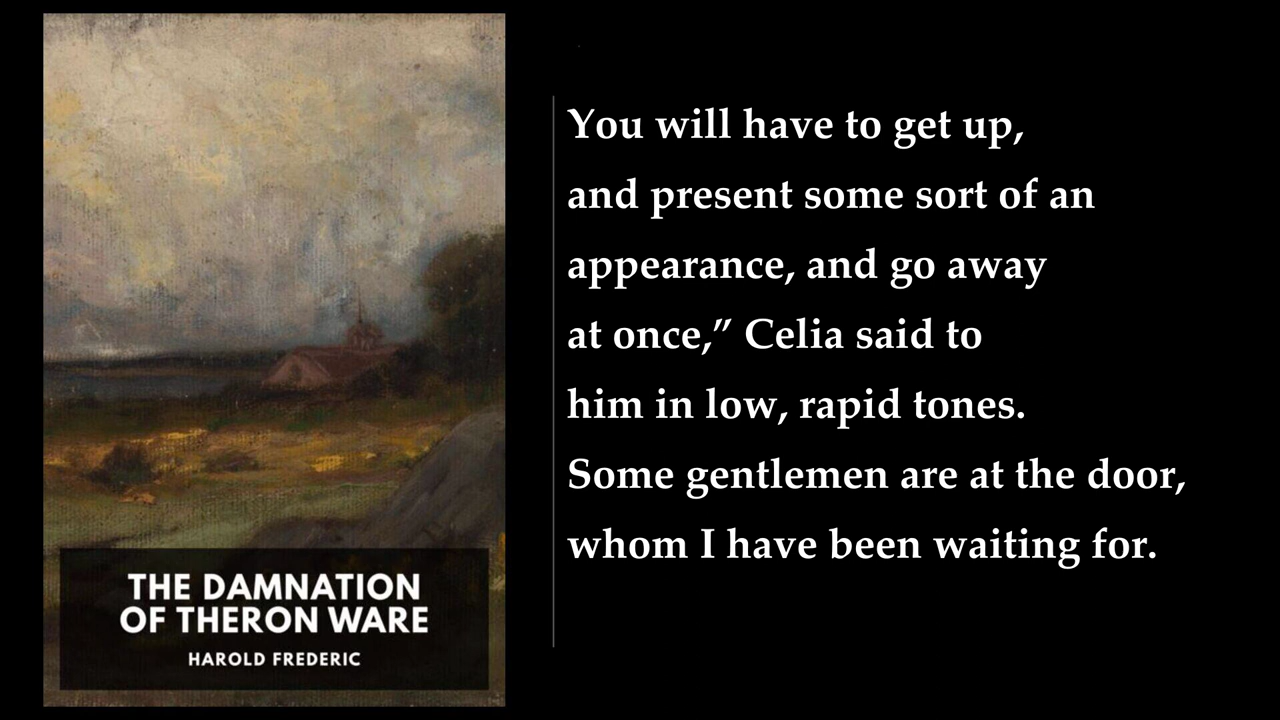 You will have to get up,
and present some sort of an
appearance, and go away
at once,” Celia said to
him in low, rapid tones.
Some gentlemen are at the door,
whom I have been waiting for.
THE DAMNATION
OF THERON WARE
HAROLD FREDERIC